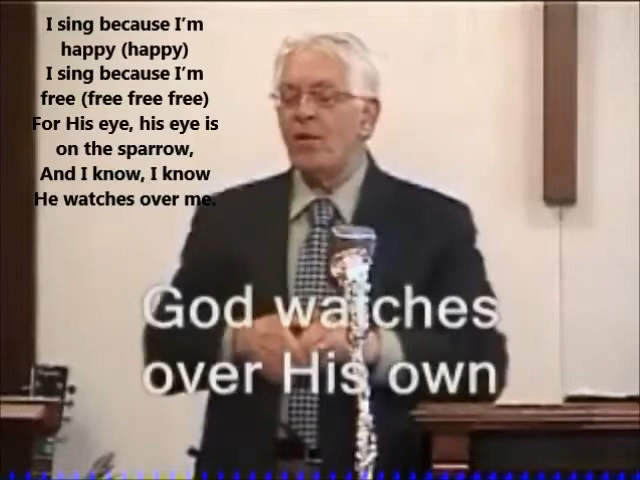 I sing because I’m
happy (happy)
I sing because I’m
free (free free free)
For His eye, his eye is
on the sparrow,
And I know, I know
He watches over me.
God watches
over His own